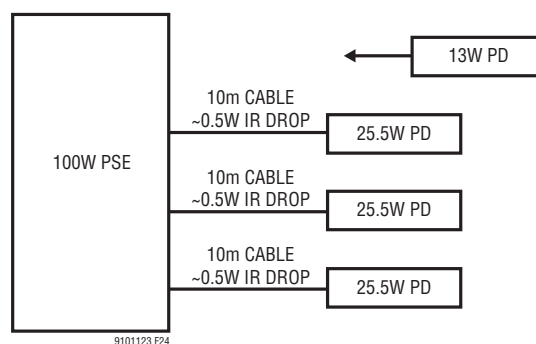 13W PD
10m CABLE
~0.5W IR DROP
25.5W PD
100W PSE
10m CABLE
~0.5W IR DROP
25.5W PD
10m CABLE
~0.5W IR DROP
25.5W PD
9101123 F24